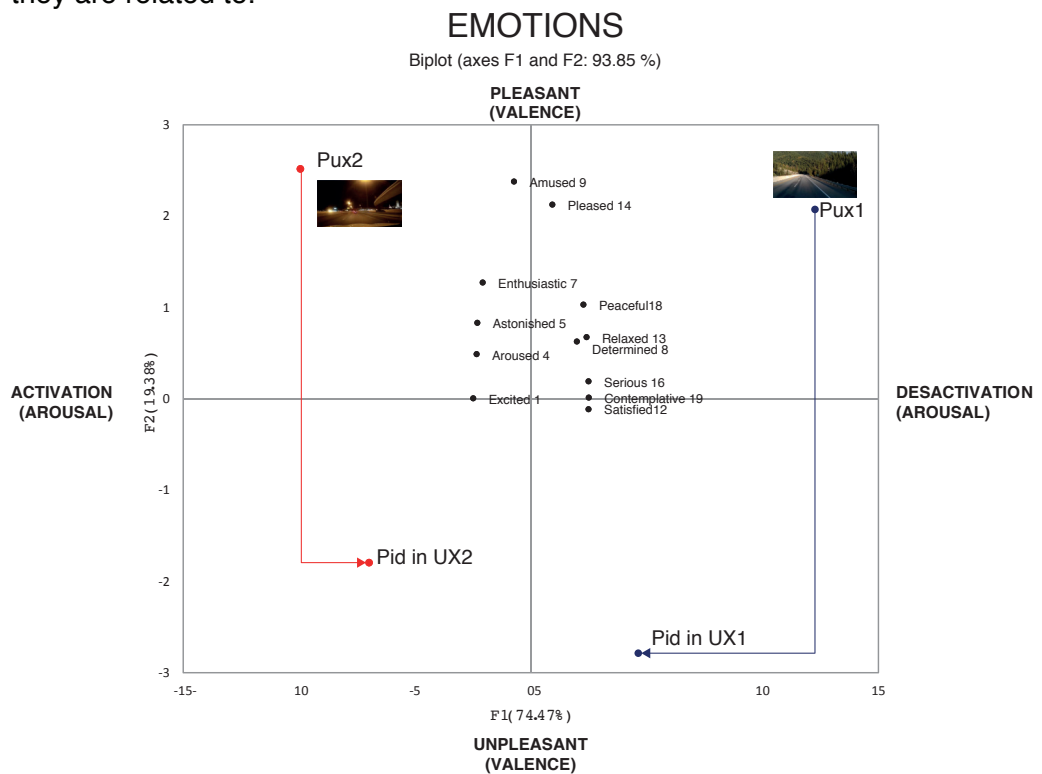 they are related to.
EMOTIONS
Biplot (axes F1 and F2: 93.85 %)
PLEASANT
(VALENCE)
3
Pux2
Amused 9
Pleased 14
2
Pux1
Enthusiastic 7
1
Peaceful18
Astonished 5
Relaxed 13
Determined 8
Aroused 4
Serious 16
ACTIVATION
(AROUSAL)
F2(19.38%)
0
Excited 1
Contemplative 19
Satisfied12
DESACTIVATION
(AROUSAL)
-1
Pid in UX2
-2
Pid in UX1
-3
-15- 10 -5 05 10 15
F1(74.47%)
UNPLEASANT
(VALENCE)